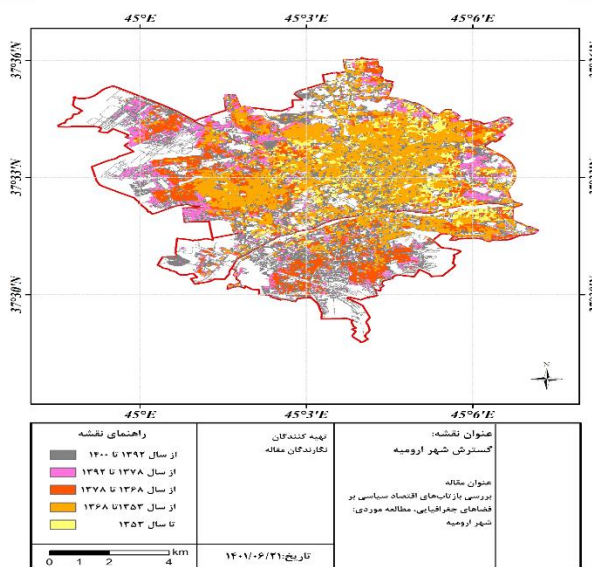 45°E 45°3'E 45°6'E
37°36'N
37°33'N
37°30'N
45°E 45°3'E 45°6'E
N
راهنمای نقشه
از سال ۱۳۹۲ تا ۱۴۰۰
از سال ۱۳۷۸ تا ۱۳۹۲
از سال ۱۳۶۸ تا ۱۳۷۸
از سال ۱۳۵۳ تا ۱۳۶۸
تا سال ۱۳۵۳
0 1 2 4 km
تهیه کنندگان
نگارندگان مقاله
تاریخ: ۱۴۰۱/۰۶/۲۱
عنوان نقشه:
گسترش شهر ارومیه
عنوان مقاله
بررسی بازتاب‌های اقتصاد سیاسی بر
فضاهای جغرافیایی، مطالعه موردی:
شهر ارومیه